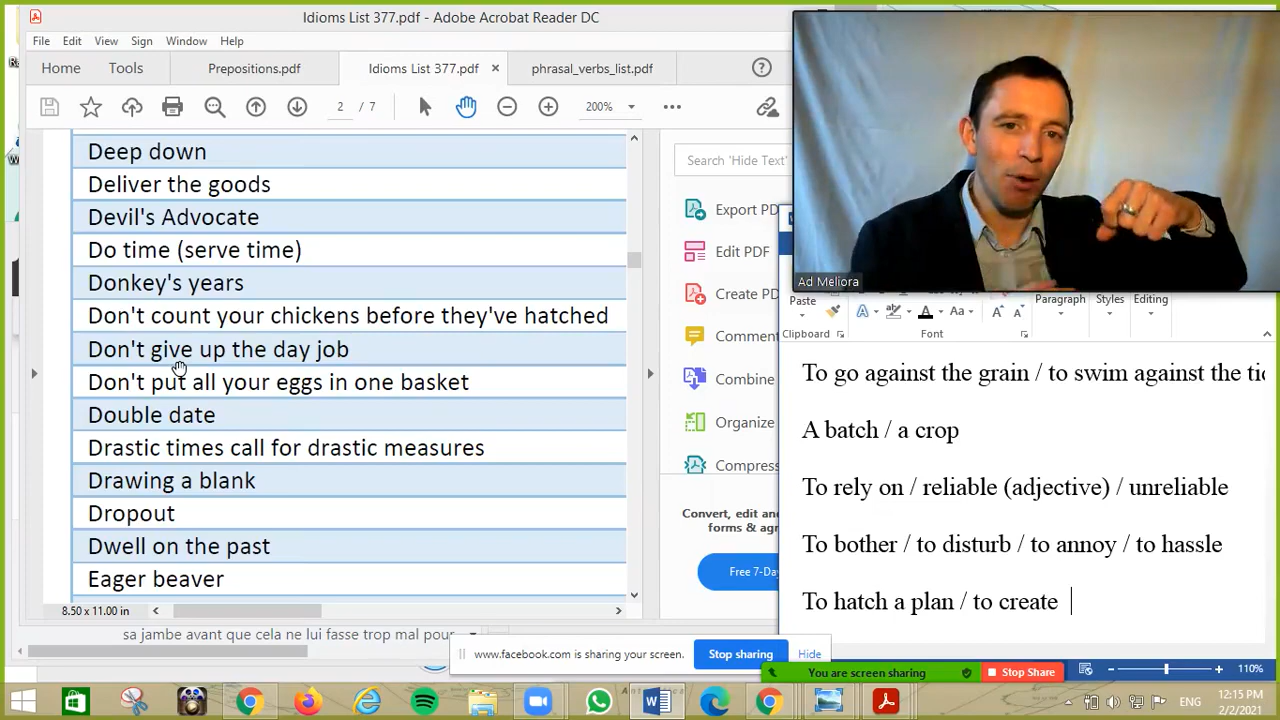 Idioms List 377.pdf - Adobe Acrobat Reader DC
File Edit View Sign Window Help
Home Tools Prepositions.pdf Idioms List 377.pdf × phrasal_verbs_list.pdf
2 / 7 200%
Deep down
Deliver the goods
Devil's Advocate
Do time (serve time)
Donkey's years
Don't count your chickens before they've hatched
Don't give up the day job
Don't put all your eggs in one basket
Double date
Drastic times call for drastic measures
Drawing a blank
Dropout
Dwell on the past
Eager beaver
8.50 x 11.00 in
sa jambe avant que cela ne lui fasse trop mal pour
Search 'Hide Text'
Export PD
Edit PDF
Create PD
Comment
Combine
Organize
Compress
Convert, edit and
forms & agr
Free 7-Day
Ad Meliora
Paste Paragraph Styles Editing
Clipboard Font
To go against the grain / to swim against the tid
A batch / a crop
To rely on / reliable (adjective) / unreliable
To bother / to disturb / to annoy / to hassle
To hatch a plan / to create
www.facebook.com is sharing your screen. Stop sharing Hide
You are screen sharing Stop Share
110%
ENG 12:15 PM
2/2/2021